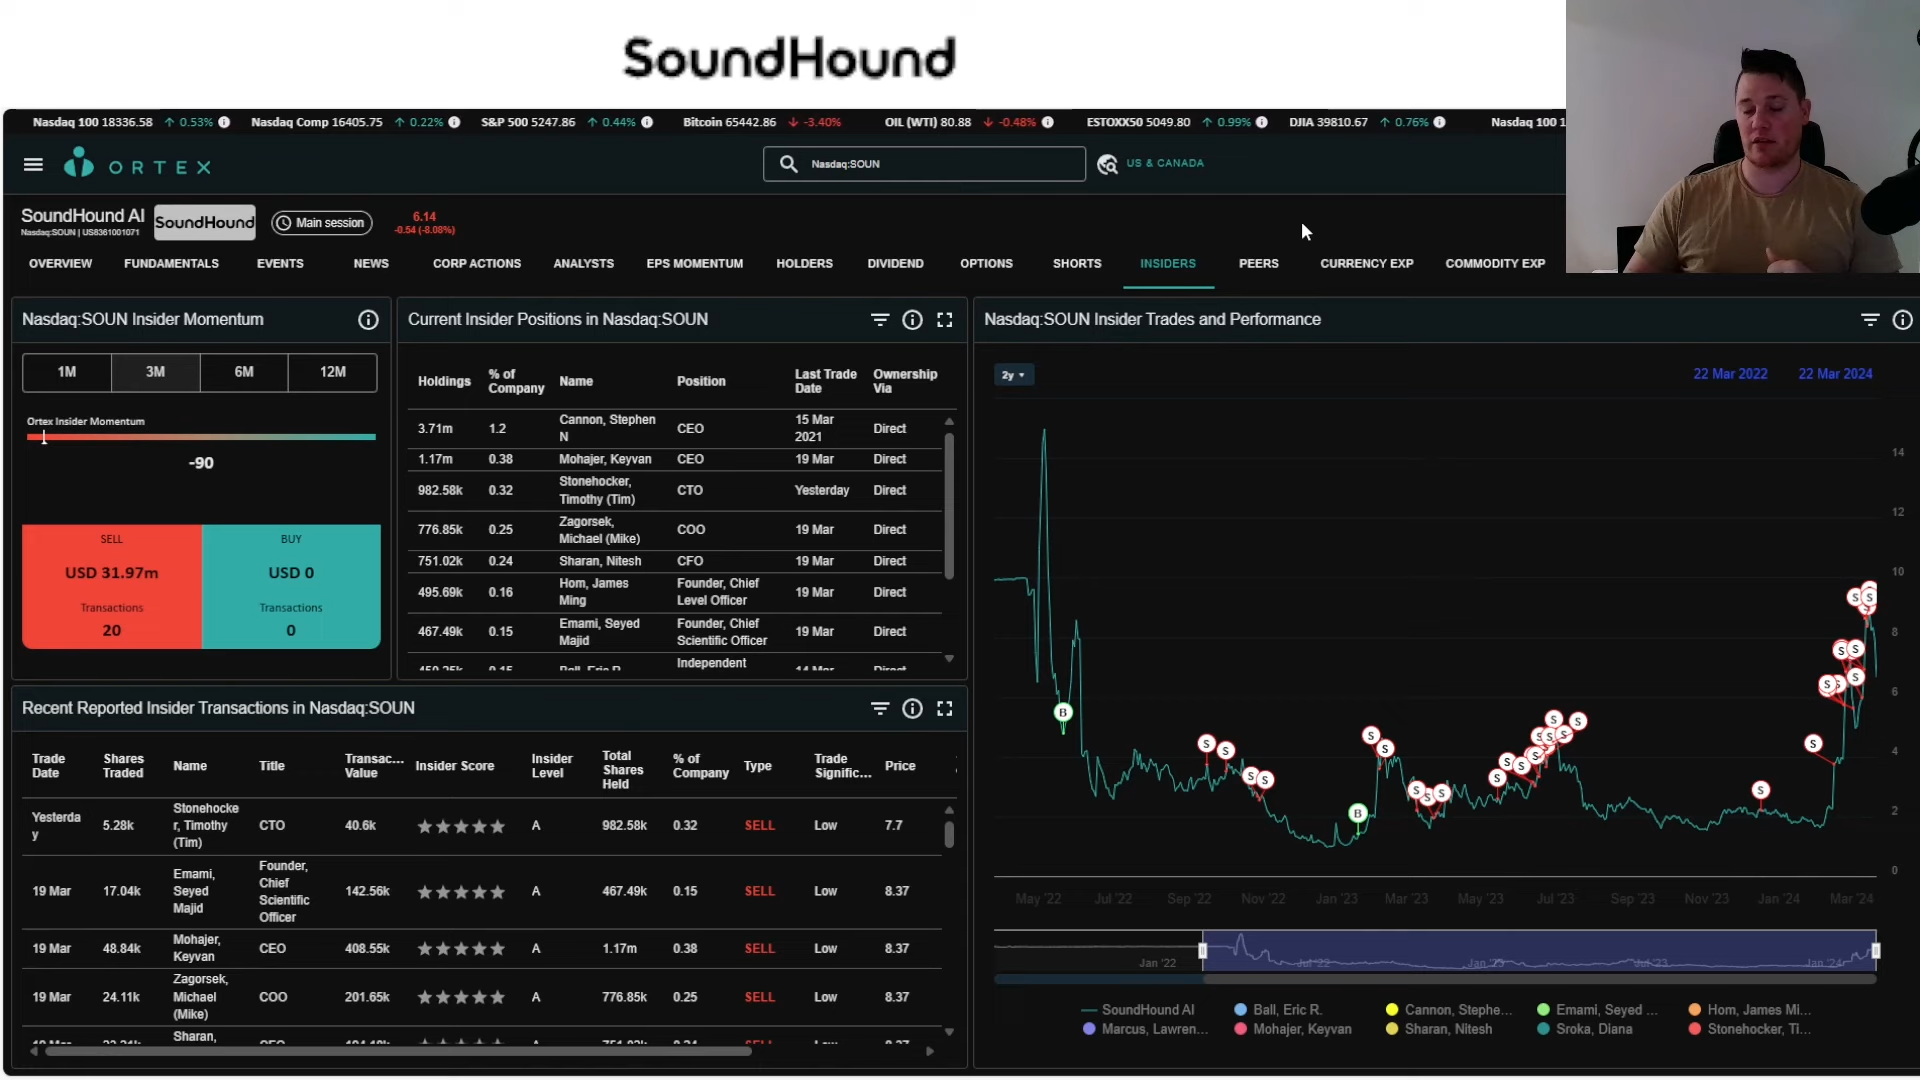 SoundHound
Nasdaq 100 18336.58 ↑ 0.53% Nasdaq Comp 16405.75 ↑ 0.22% S&P 500 5247.86 ↑ 0.44% Bitcoin 65442.86 ↓ -3.40% OIL (WTI) 80.88 ↓ -0.48% ESTOXX50 5049.80 ↑ 0.99% DJIA 39810.67 ↑ 0.76% Nasdaq 100 1
ORTEX
Nasdaq:SOUN
US & CANADA
SoundHound AI
Nasdaq:SOUN | US8361001071
SoundHound
Main session
6.14
-0.54 (-8.08%)
OVERVIEW FUNDAMENTALS EVENTS NEWS CORP ACTIONS ANALYSTS EPS MOMENTUM HOLDERS DIVIDEND OPTIONS SHORTS INSIDERS PEERS CURRENCY EXP COMMODITY EXP
Nasdaq:SOUN Insider Momentum
1M 3M 6M 12M
Ortex Insider Momentum
-90
SELL BUY
USD 31.97m USD 0
Transactions Transactions
20 0
Current Insider Positions in Nasdaq:SOUN
Holdings % of Company Name Position Last Trade Date Ownership Via
3.71m 1.2 Cannon, Stephen N CEO 15 Mar 2021 Direct
1.17m 0.38 Mohajer, Keyvan CEO 19 Mar Direct
982.58k 0.32 Stonehocker, Timothy (Tim) CTO Yesterday Direct
776.85k 0.25 Zagorsek, Michael (Mike) COO 19 Mar Direct
751.02k 0.24 Sharan, Nitesh CFO 19 Mar Direct
495.69k 0.16 Hom, James Ming Founder, Chief Level Officer 19 Mar Direct
467.49k 0.15 Emami, Seyed Majid Founder, Chief Scientific Officer 19 Mar Direct
Independent
Recent Reported Insider Transactions in Nasdaq:SOUN
Trade Date Shares Traded Name Title Transac... Value Insider Score Insider Level Total Shares Held % of Company Type Trade Signific... Price
Yesterday 5.28k Stonehocker, Timothy (Tim) CTO 40.6k ★★★★★ A 982.58k 0.32 SELL Low 7.7
19 Mar 17.04k Emami, Seyed Majid Founder, Chief Scientific Officer 142.56k ★★★★★ A 467.49k 0.15 SELL Low 8.37
19 Mar 48.84k Mohajer, Keyvan CEO 408.55k ★★★★★ A 1.17m 0.38 SELL Low 8.37
19 Mar 24.11k Zagorsek, Michael (Mike) COO 201.65k ★★★★★ A 776.85k 0.25 SELL Low 8.37
Sharan,
Nasdaq:SOUN Insider Trades and Performance
2y 22 Mar 2022 22 Mar 2024
14
12
10
8
6
4
2
0
May '22 Jul '22 Sep '22 Nov '22 Jan '23 Mar '23 May '23 Jul '23 Sep '23 Nov '23 Jan '24 Mar '24
Jan '22 Jul '22 Jan '23 Jul '23 Jan '24
SoundHound AI Ball, Eric R. Cannon, Stephe... Emami, Seyed ... Hom, James Mi...
Marcus, Lawren... Mohajer, Keyvan Sharan, Nitesh Sroka, Diana Stonehocker, Ti...